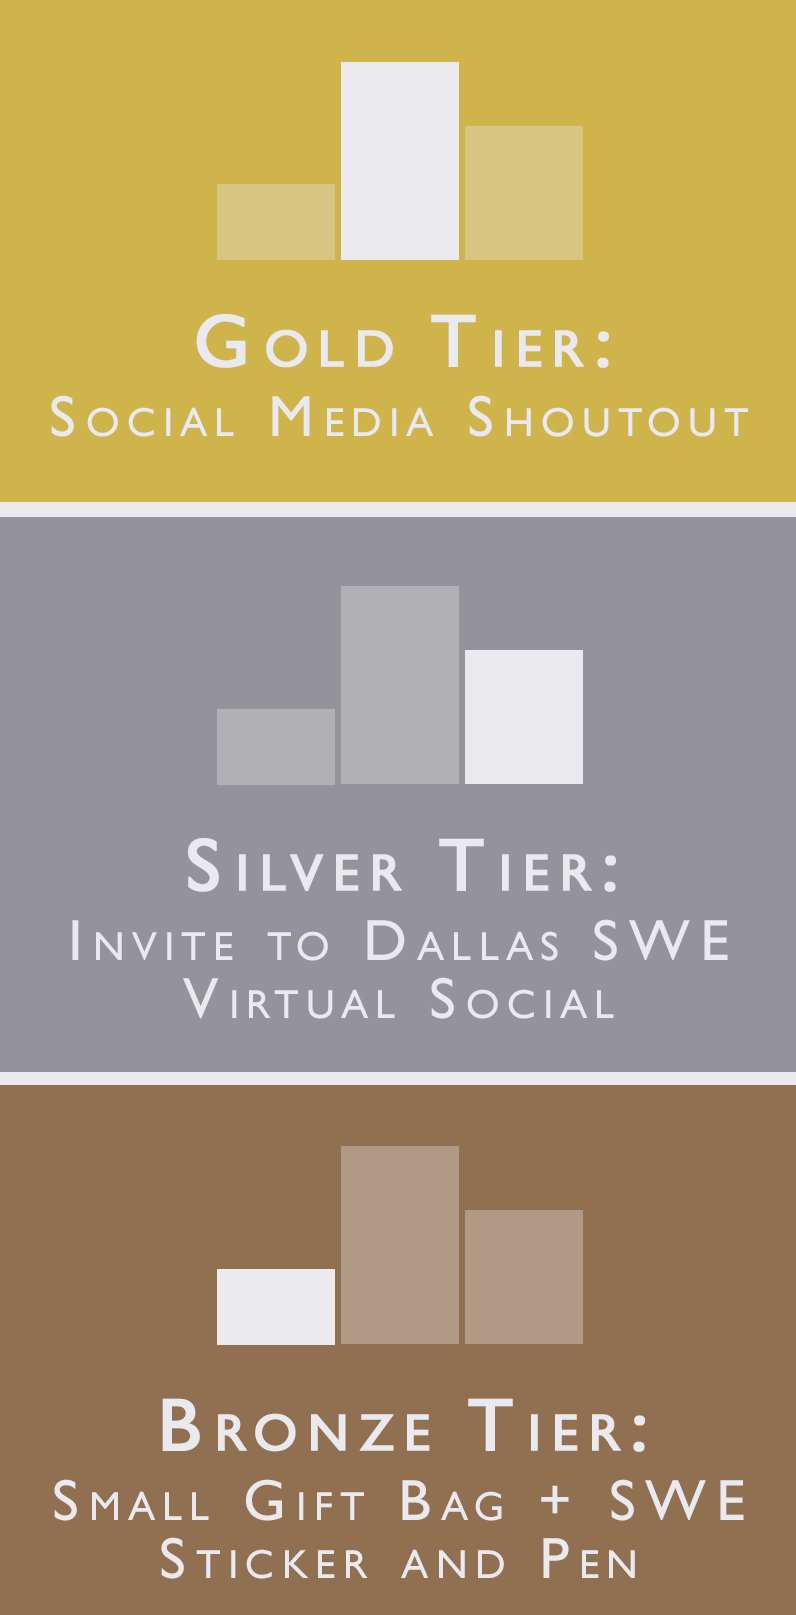 Gold Tier:
Social Media Shoutout
Silver Tier:
Invite to Dallas SWE
Virtual Social
Bronze Tier:
Small Gift Bag + SWE
Sticker and Pen